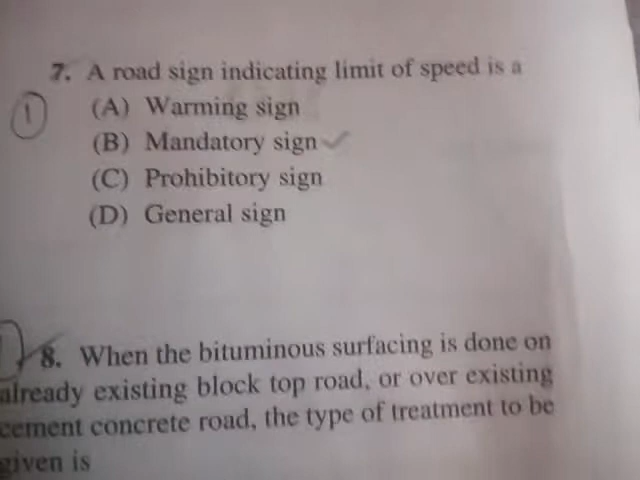 7. A road sign indicating limit of speed is a
1
(A) Warming sign
(B) Mandatory sign
(C) Prohibitory sign
(D) General sign
8. When the bituminous surfacing is done on
already existing block top road, or over existing
cement concrete road, the type of treatment to be
given is